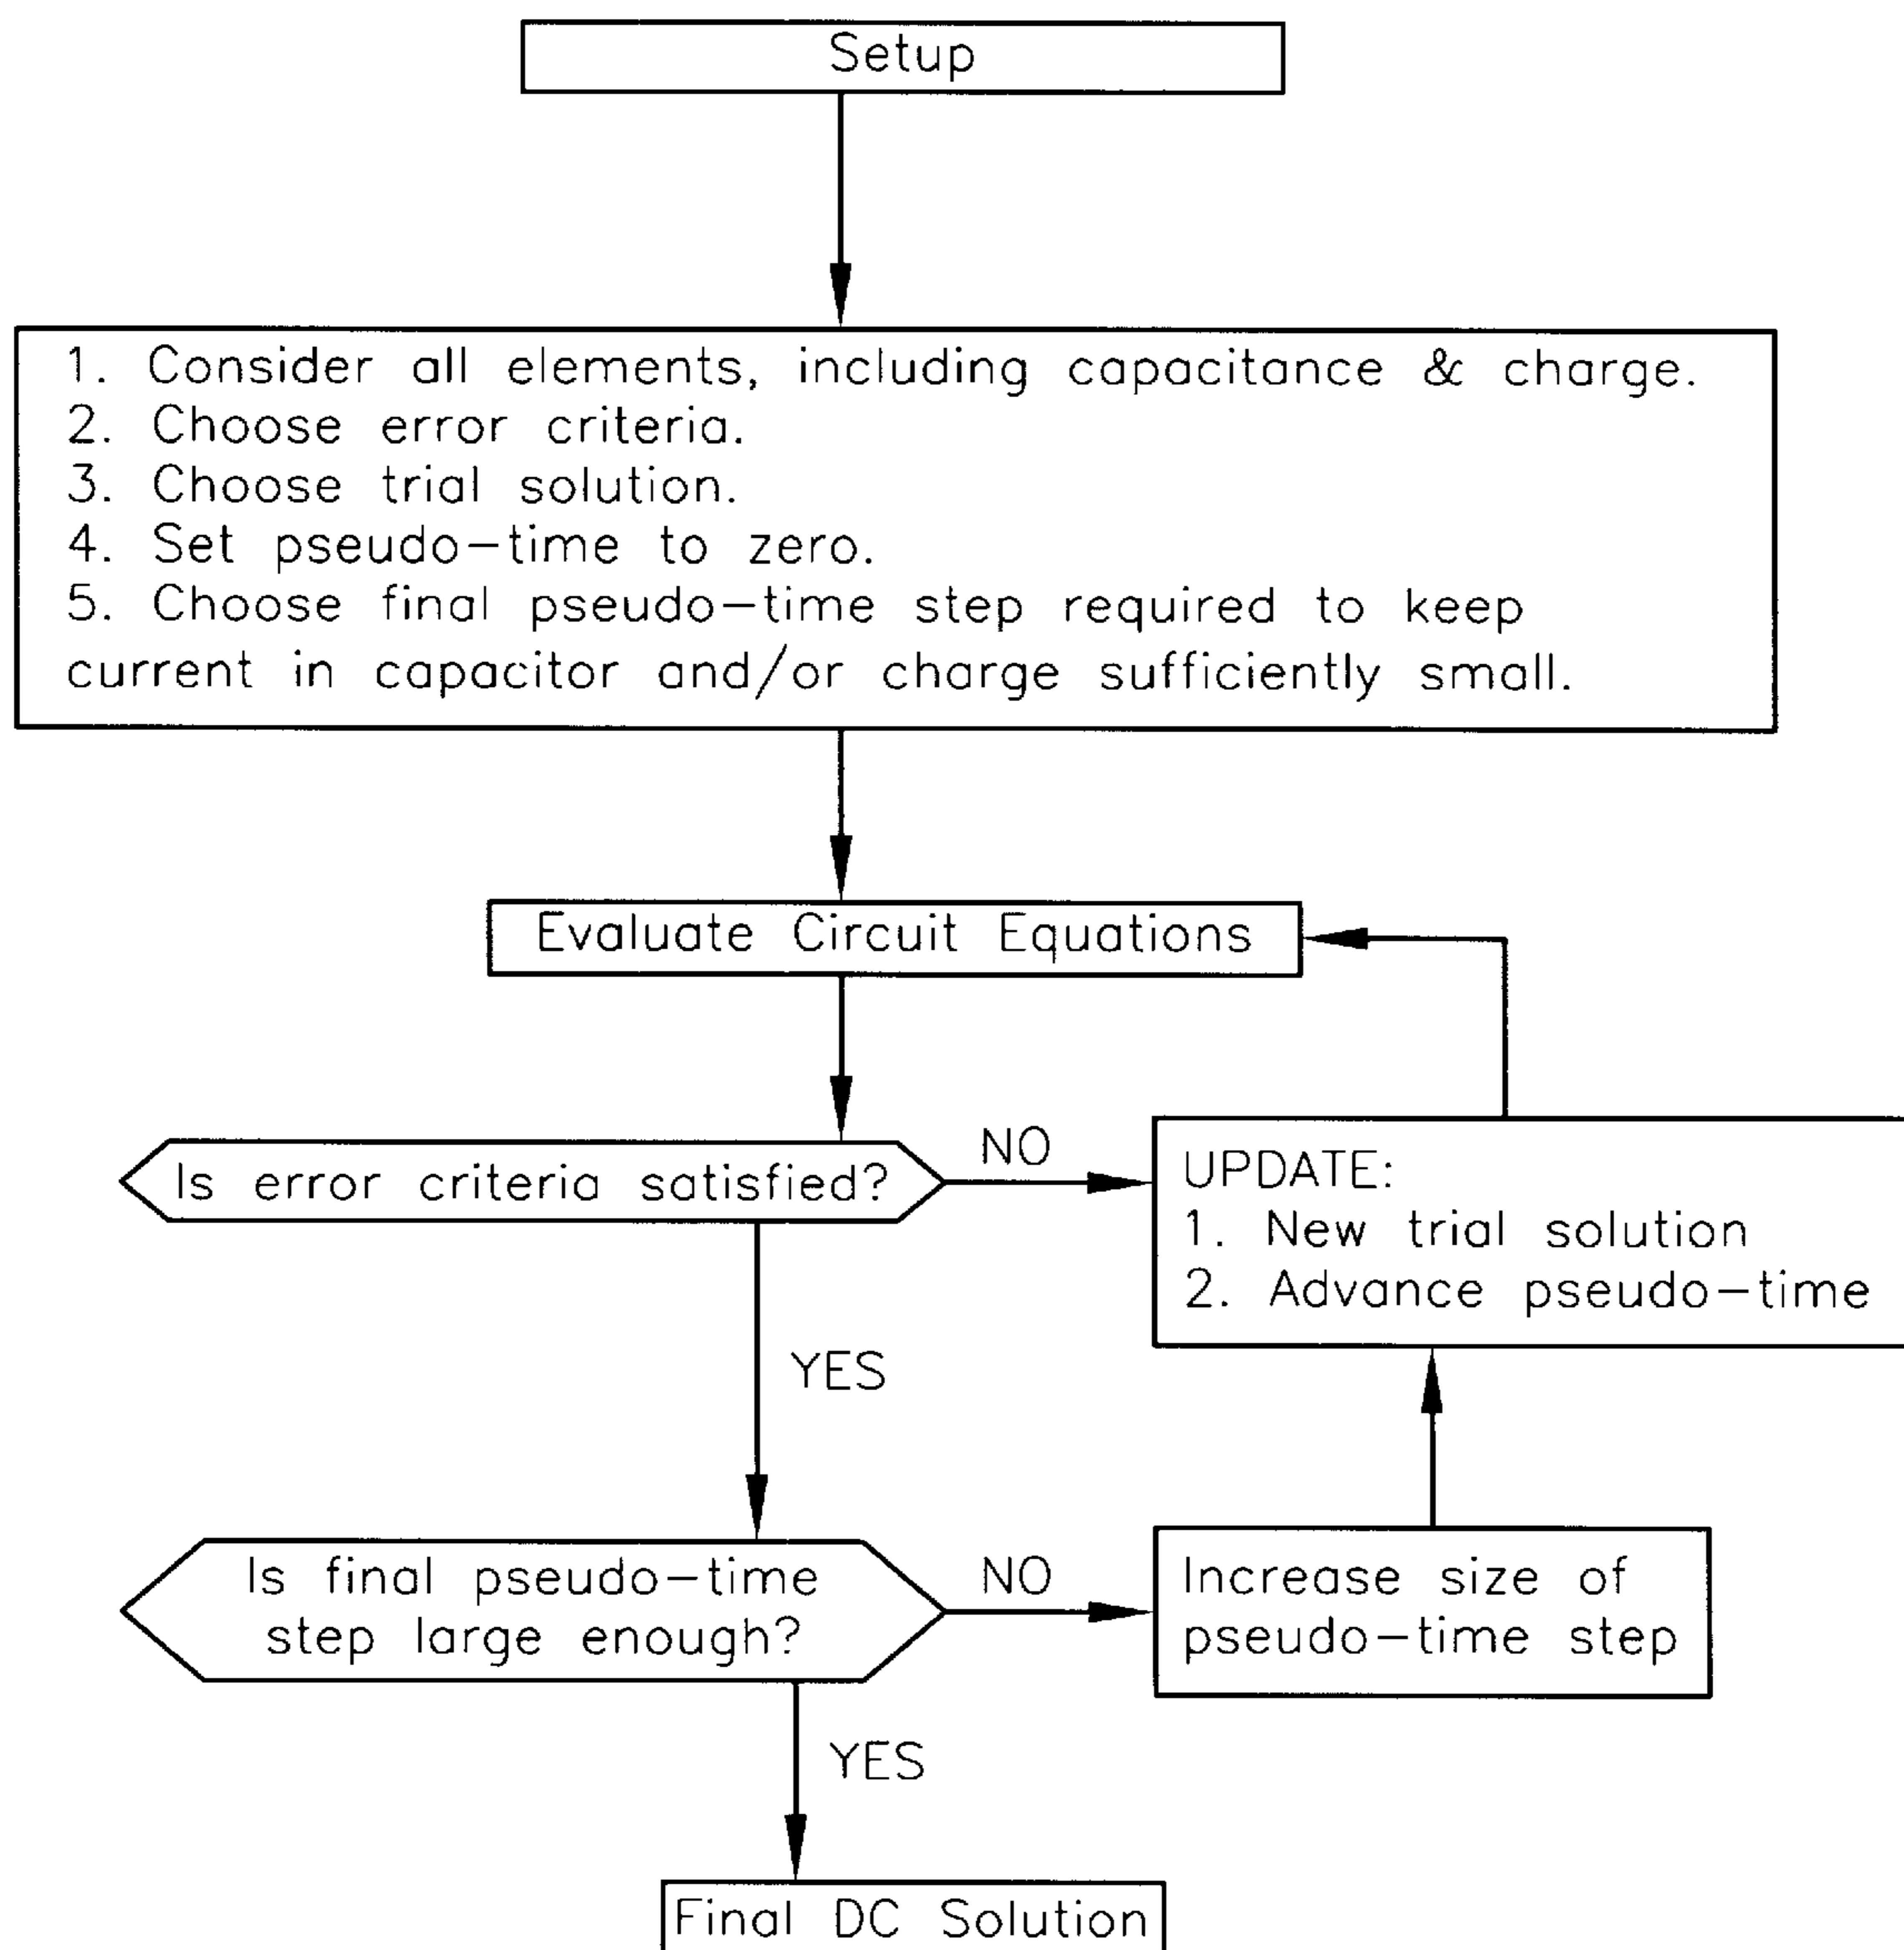 Setup
1. Consider all elements, including capacitance & charge.
2. Choose error criteria.
3. Choose trial solution.
4. Set pseudo-time to zero.
5. Choose final pseudo-time step required to keep
current in capacitor and/or charge sufficiently small.
Evaluate Circuit Equations
Is error criteria satisfied?
NO
UPDATE:
1. New trial solution
2. Advance pseudo-time
YES
Is final pseudo-time
step large enough?
NO
Increase size of
pseudo-time step
YES
Final DC Solution